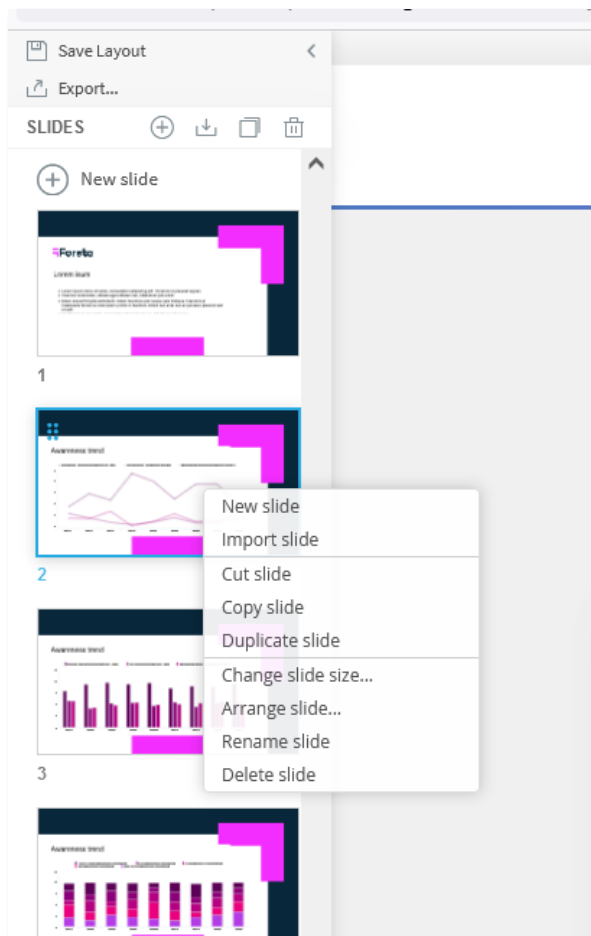 Save Layout
Export...
SLIDES
New slide
Foreta
Lorem Ipsum
1
Awareness trend
New slide
Import slide
Cut slide
Copy slide
Duplicate slide
Change slide size...
Arrange slide...
Rename slide
Delete slide
2
Awareness trend
3
Awareness trend